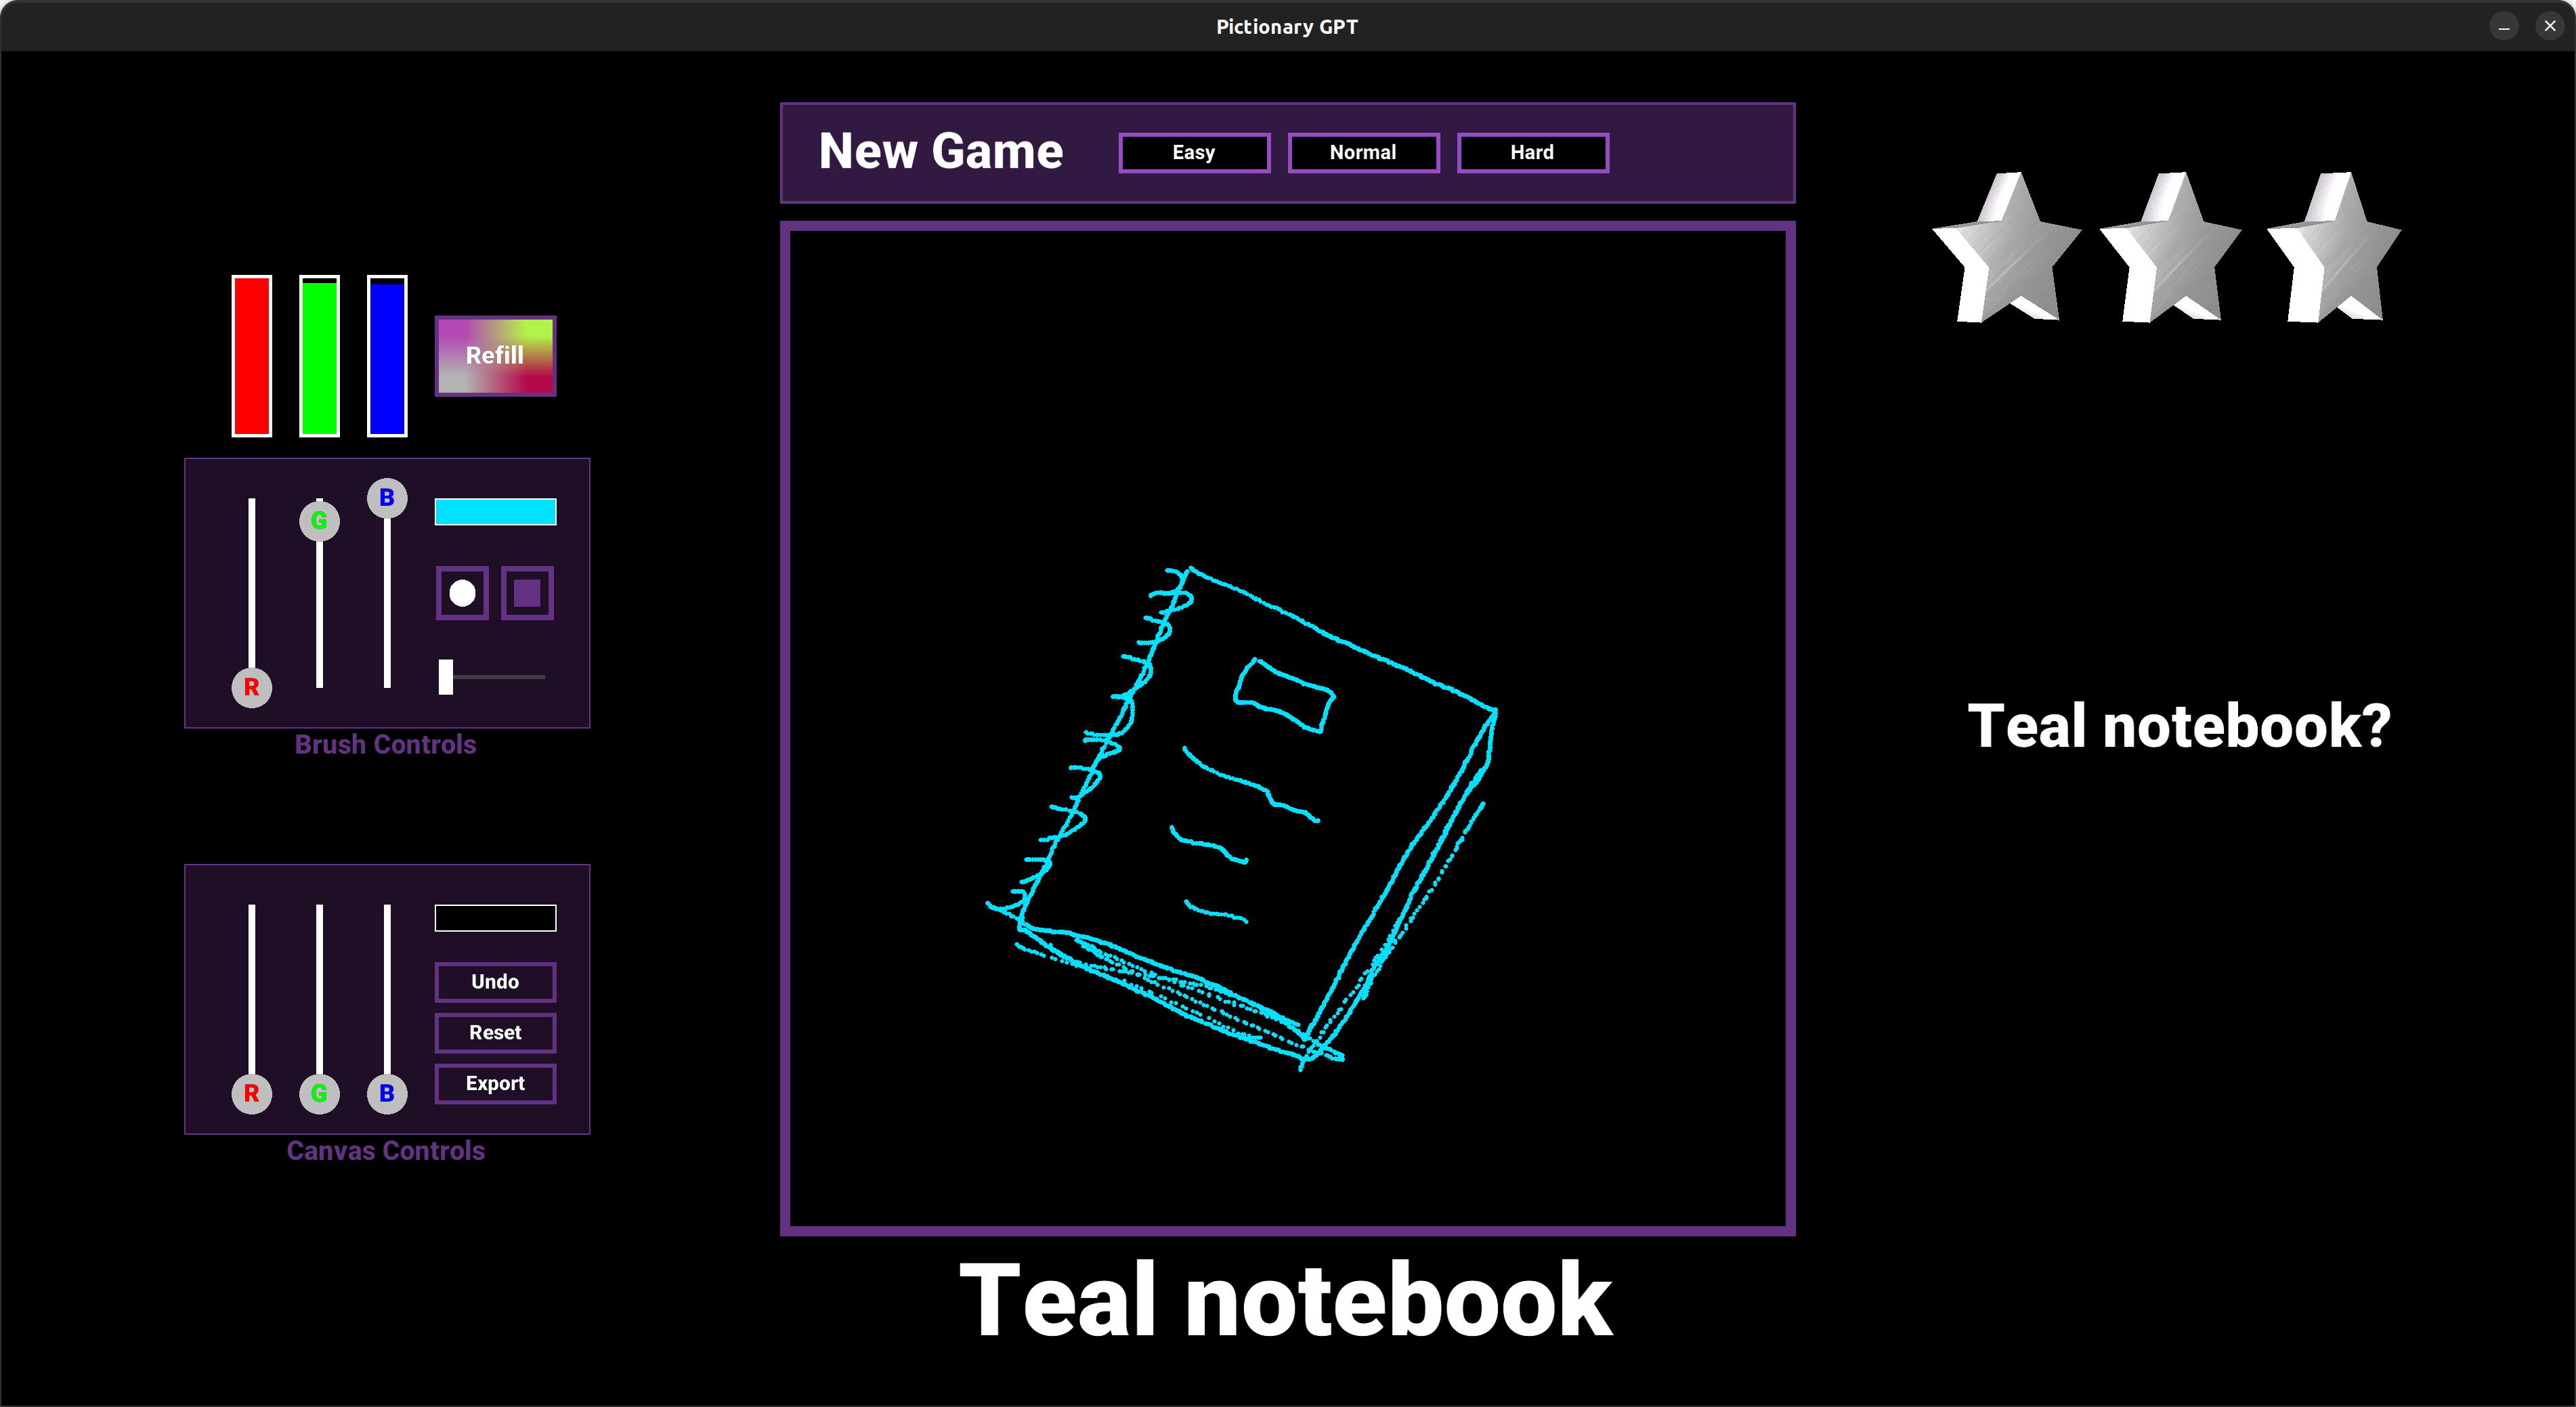 Pictionary GPT
New Game
Easy
Normal
Hard
Refill
R
G
B
Brush Controls
R
G
B
Undo
Reset
Export
Canvas Controls
Teal notebook?
Teal notebook